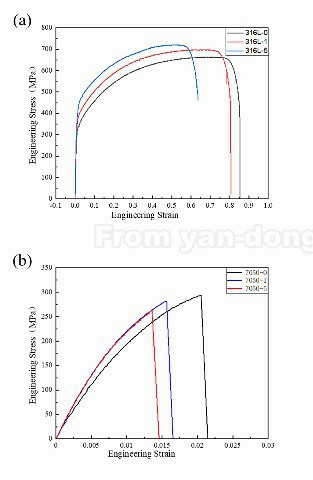 (a)
316L-0
316L-1
316L-5
800
700
600
500
400
300
200
100
0
Engineering Stress (MPa)
-0.1 0.0 0.1 0.2 0.3 0.4 0.5 0.6 0.7 0.8 0.9 1.0
Engineering Strain
From yan-dong
(b)
7050-0
7050-1
7050-5
350
300
250
200
150
100
50
0
Engineering Stress (MPa)
0 0.005 0.01 0.015 0.02 0.025 0.03
Engineering Strain